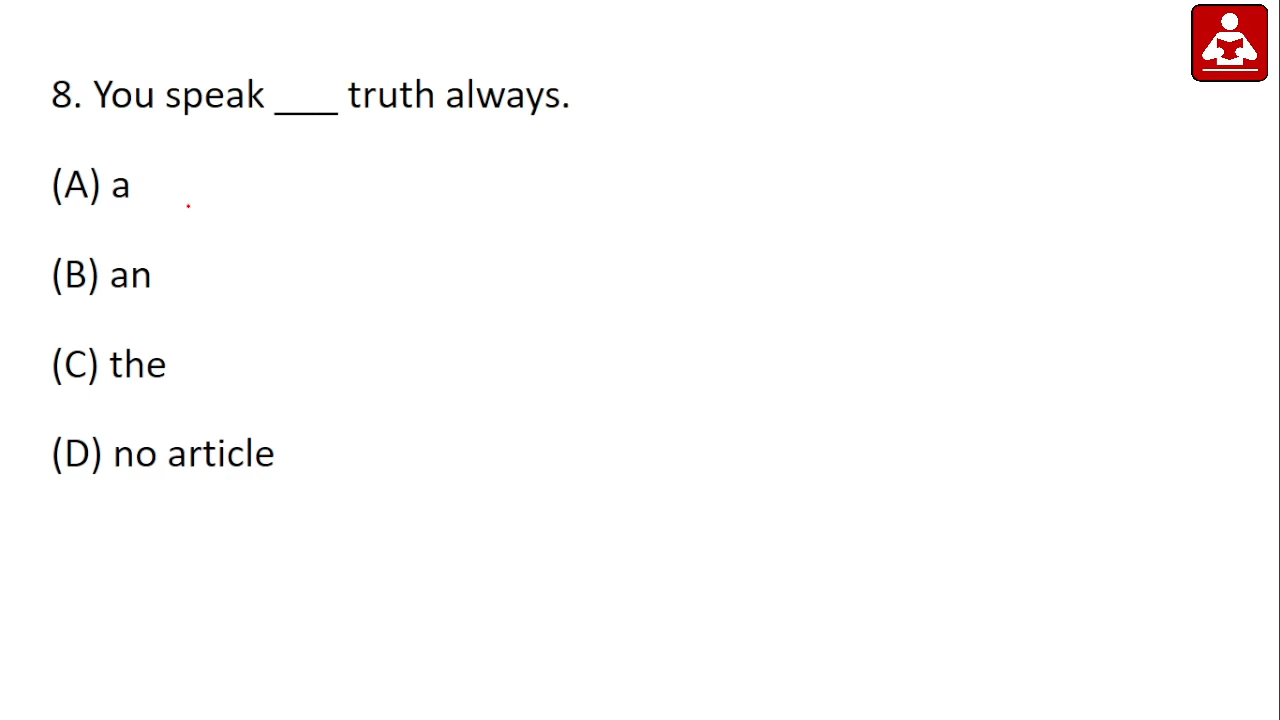 8. You speak ___ truth always.
(A) a
(B) an
(C) the
(D) no article